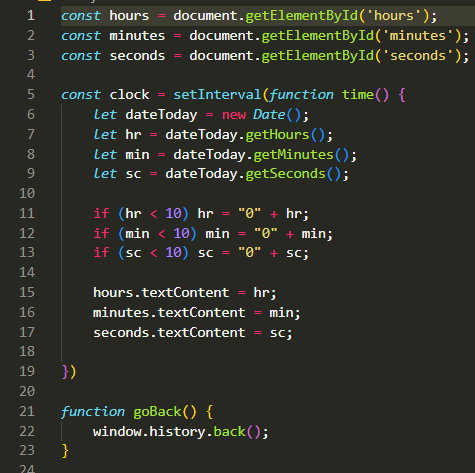 1 const hours = document.getElementById('hours');
2 const minutes = document.getElementById('minutes');
3 const seconds = document.getElementById('seconds');
4
5 const clock = setInterval(function time() {
6 let dateToday = new Date();
7 let hr = dateToday.getHours();
8 let min = dateToday.getMinutes();
9 let sc = dateToday.getSeconds();
10
11 if (hr < 10) hr = "0" + hr;
12 if (min < 10) min = "0" + min;
13 if (sc < 10) sc = "0" + sc;
14
15 hours.textContent = hr;
16 minutes.textContent = min;
17 seconds.textContent = sc;
18
19 })
20
21 function goBack() {
22 window.history.back();
23 }
24